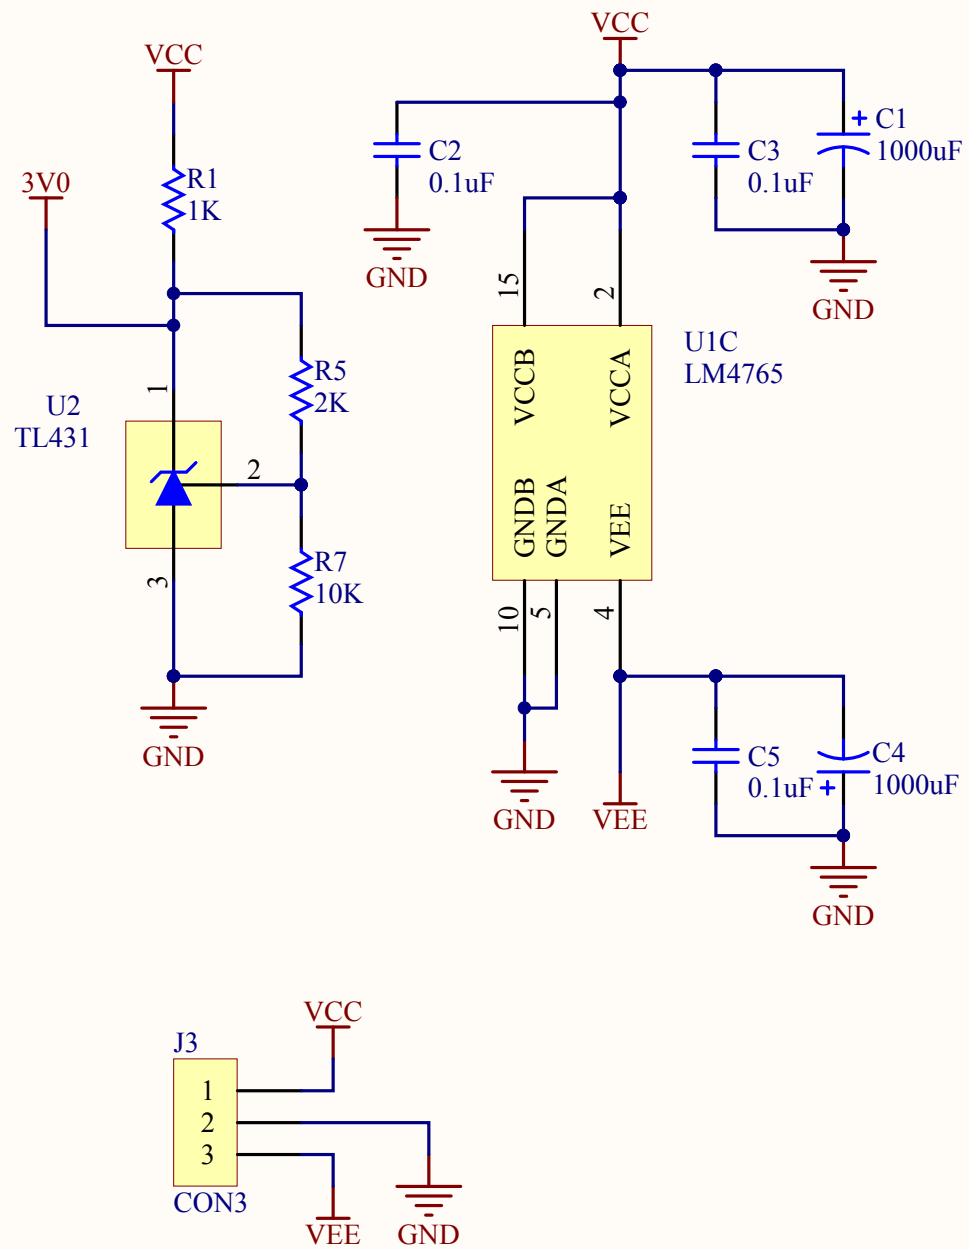 VCC
R1
1K
3V0
R5
2K
1
U2
TL431
2
3
R7
10K
GND
VCC
C2
0.1uF
GND
C3
0.1uF
+ C1
1000uF
GND
15
2
U1C
LM4765
VCCB
VCCA
GNDB
GNDA
VEE
10
5
4
GND
VEE
C5
0.1uF
C4
+ 1000uF
GND
VCC
J3
1
2
3
CON3
VEE
GND